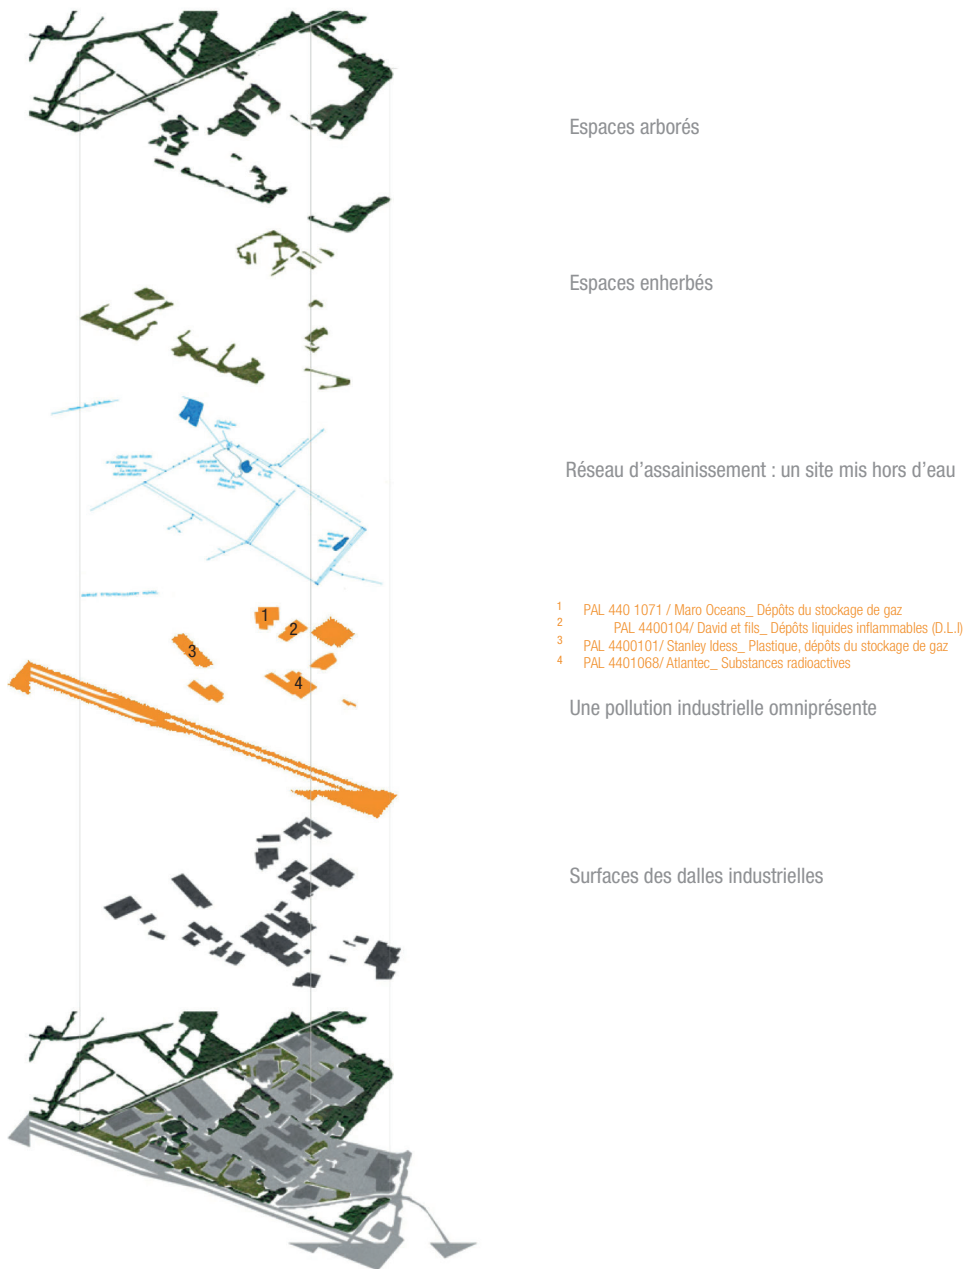 Espaces arborés
Espaces enherbés
Réseau d'assainissement : un site mis hors d'eau
1 PAL 440 1071 / Maro Oceans_ Dépôts du stockage de gaz
2 PAL 4400104/ David et fils_ Dépôts liquides inflammables (D.L.I)
3 PAL 4400101/ Stanley Idess_ Plastique, dépôts du stockage de gaz
4 PAL 4401068/ Atlantec_ Substances radioactives
1
2
3
4
Une pollution industrielle omniprésente
Surfaces des dalles industrielles